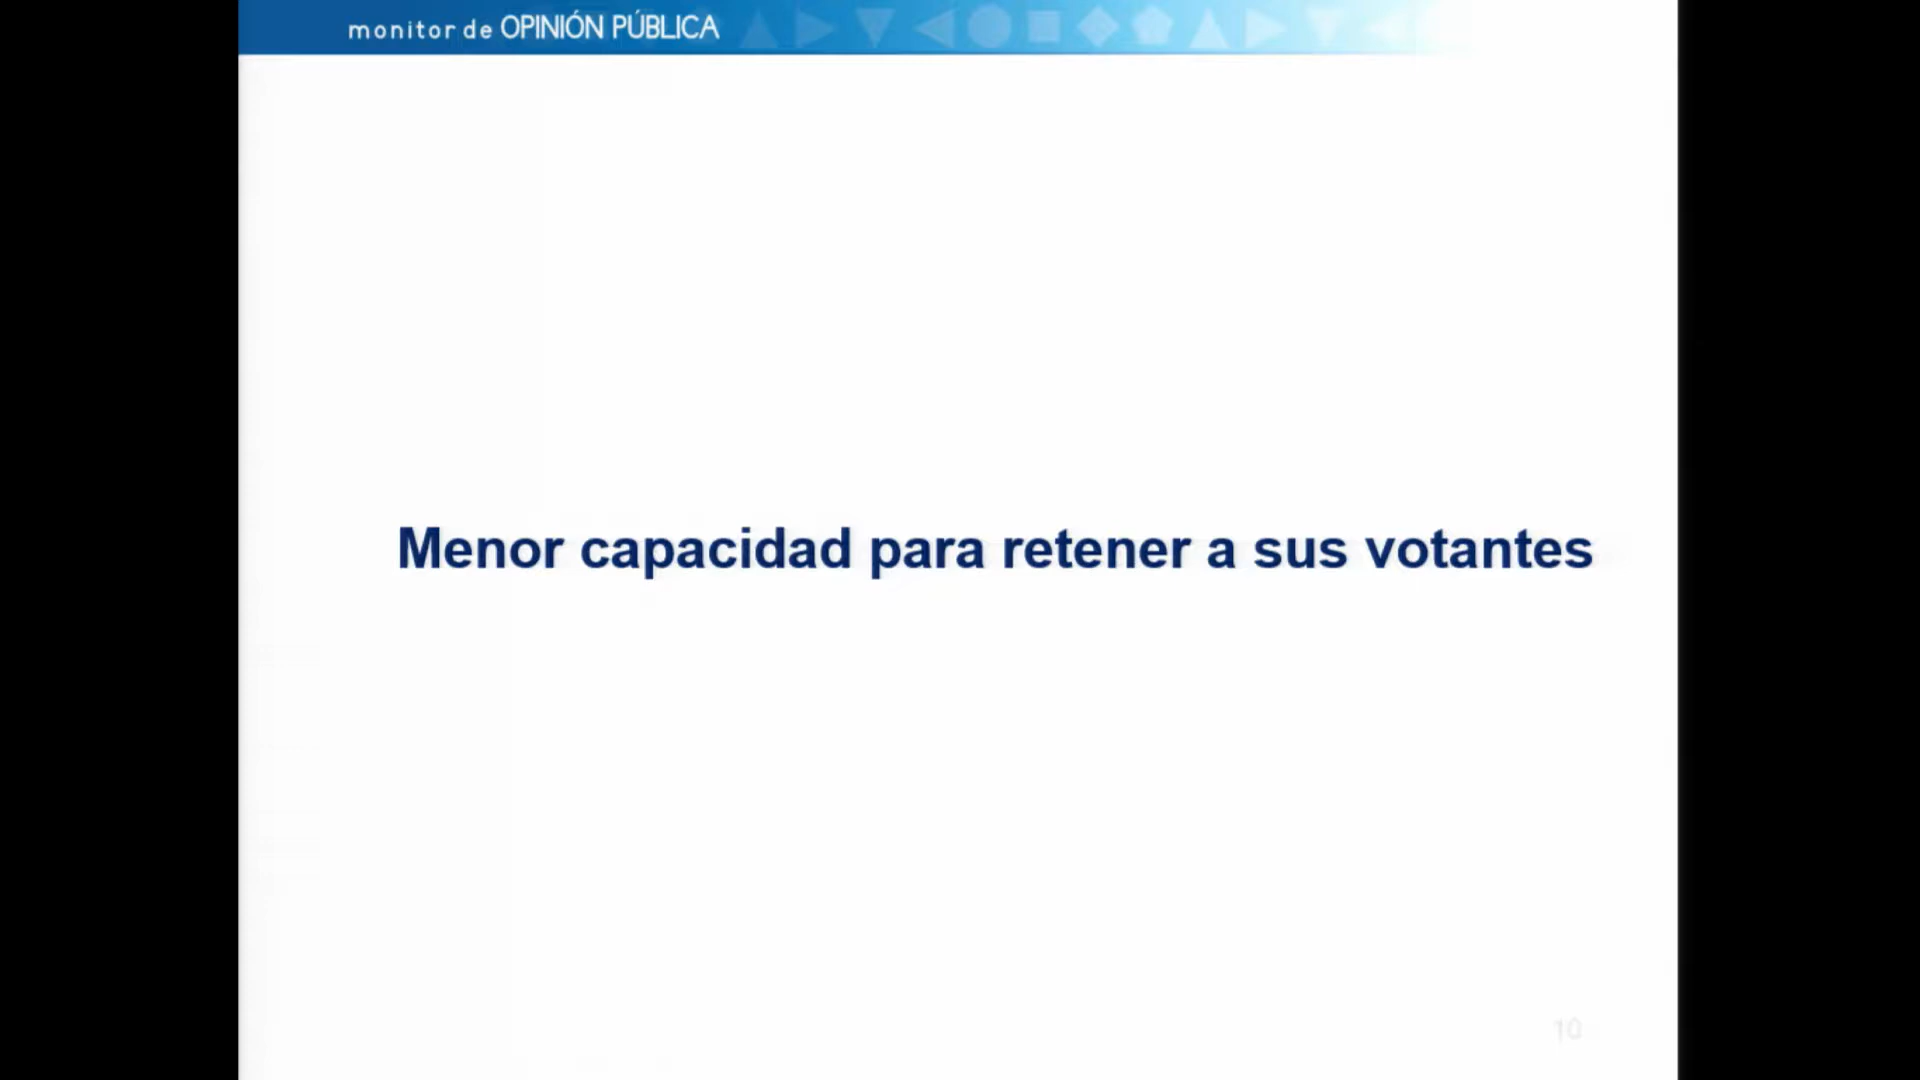 monitor de OPINIÓN PÚBLICA
Menor capacidad para retener a sus votantes
10